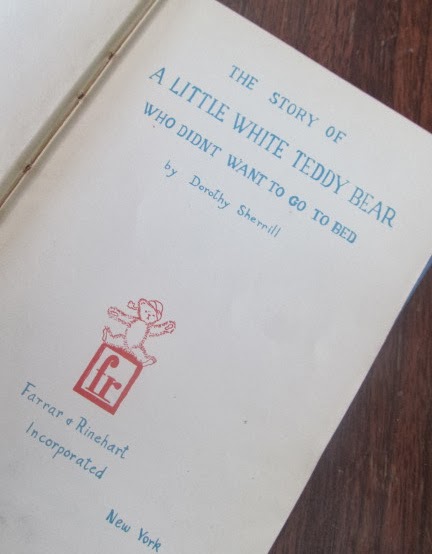 THE STORY OF
A LITTLE WHITE TEDDY BEAR
WHO DIDNT WANT TO GO TO BED
by Dorothy Sherrill
fr
Farrar & Rinehart
Incorporated
New York